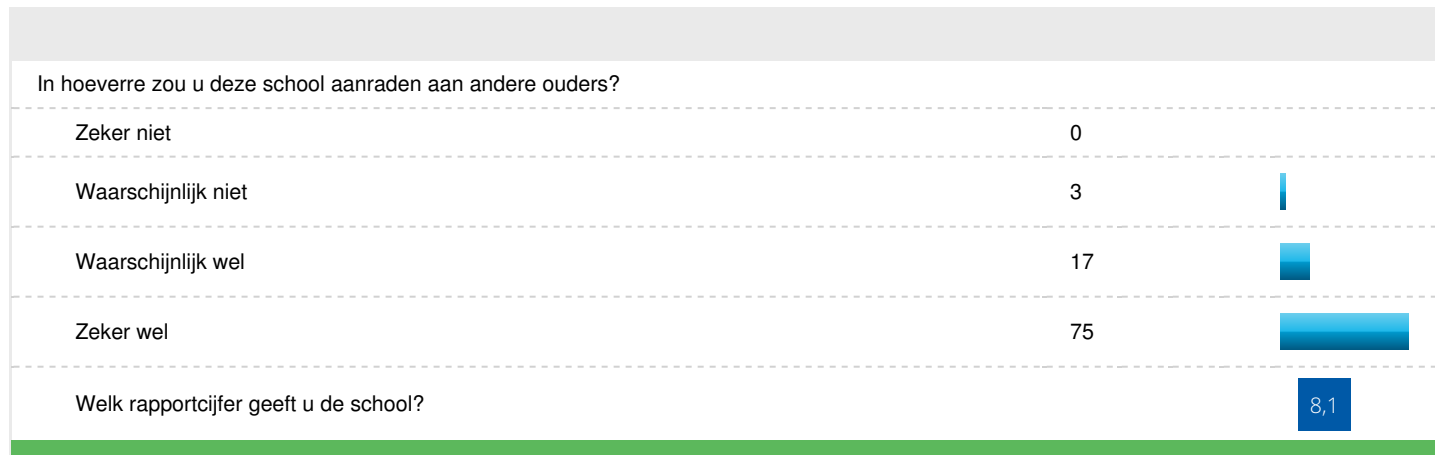 In hoeverre zou u deze school aanraden aan andere ouders?
Zeker niet 0
Waarschijnlijk niet 3
Waarschijnlijk wel 17
Zeker wel 75
Welk rapportcijfer geeft u de school? 8,1